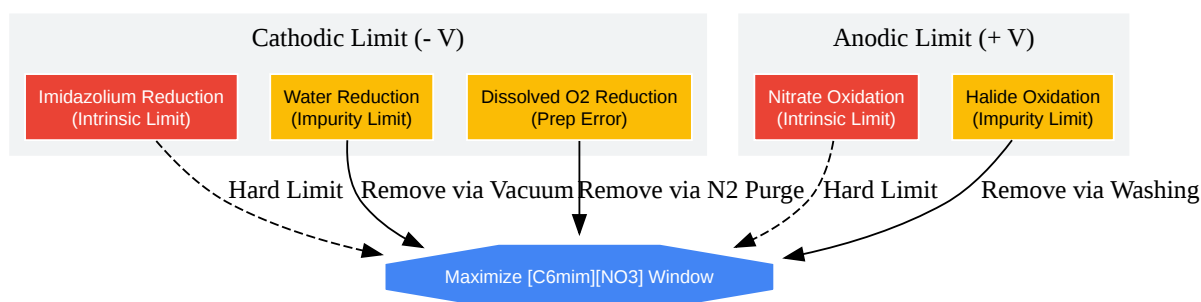 Cathodic Limit (- V)
Anodic Limit (+ V)
Imidazolium Reduction
(Intrinsic Limit)
Water Reduction
(Impurity Limit)
Dissolved O2 Reduction
(Prep Error)
Nitrate Oxidation
(Intrinsic Limit)
Halide Oxidation
(Impurity Limit)
Hard Limit
Remove via Vacuum
Remove via N2 Purge
Hard Limit
Remove via Washing
Maximize [C6mim][NO3] Window